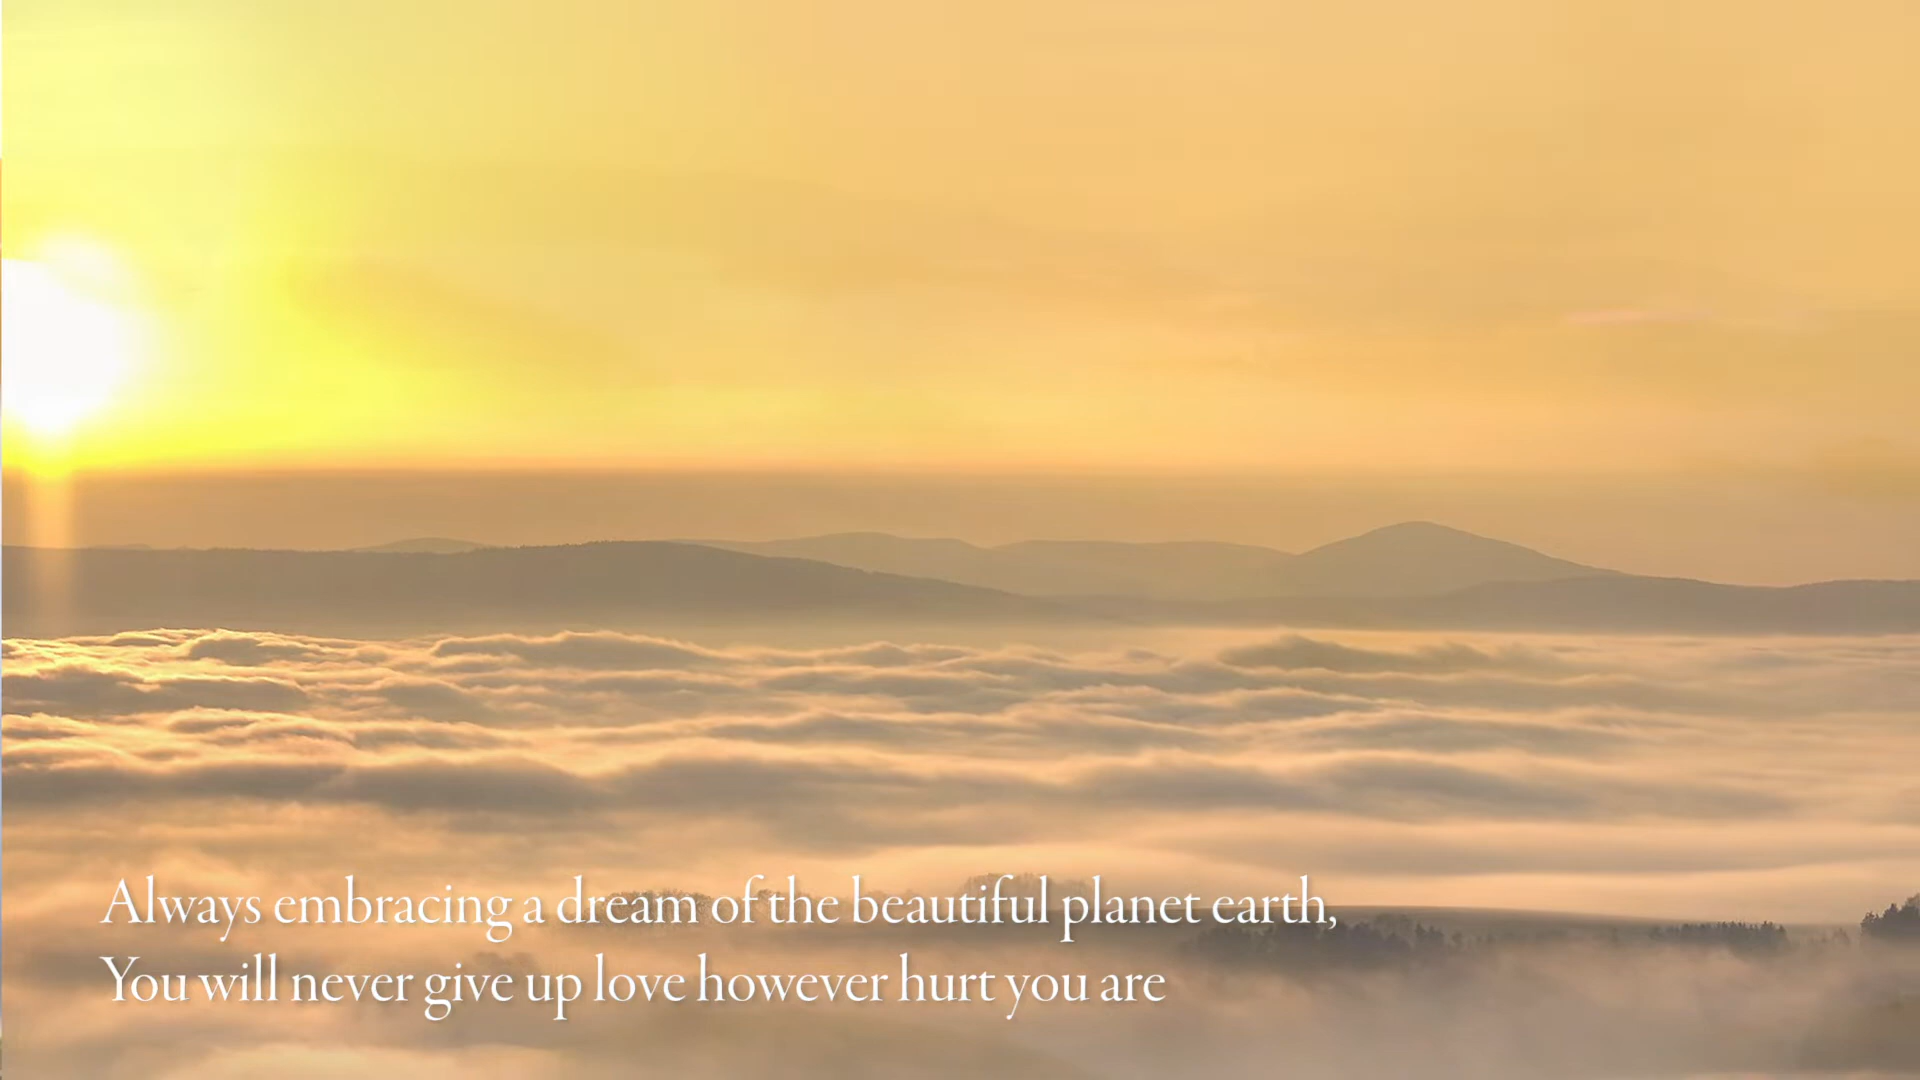 Always embracing a dream of the beautiful planet earth,
You will never give up love however hurt you are